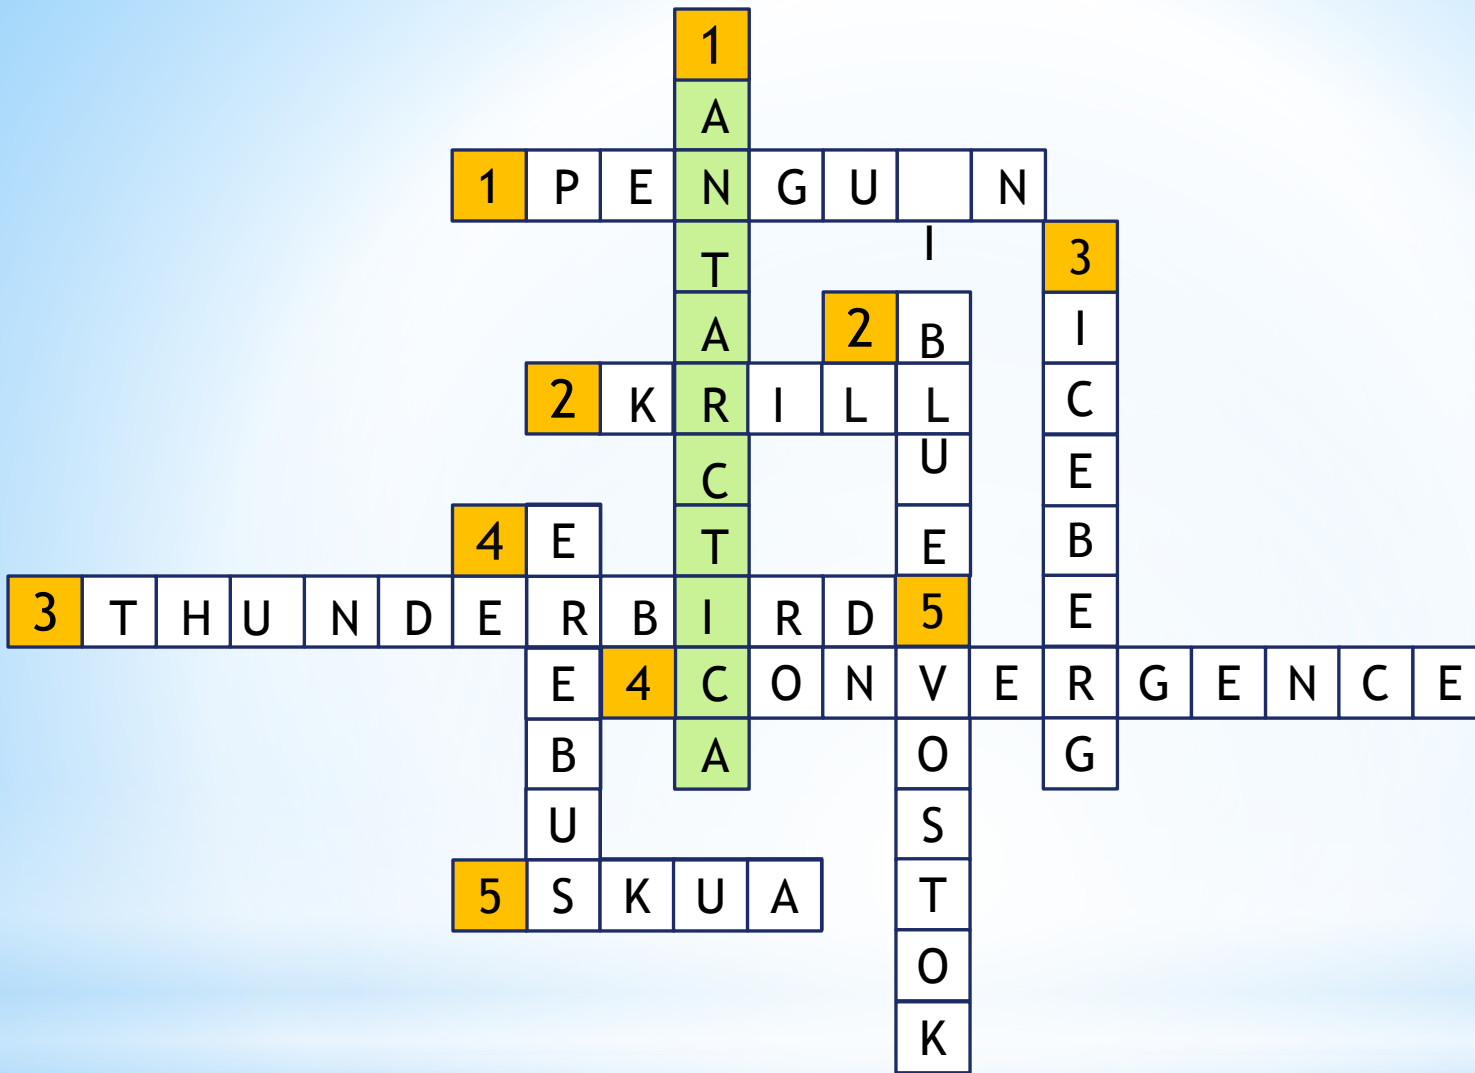 1
A
1 P E N G U N
T I 3
A 2 B I
2 K R I L L C
C U E
4 E T E B
3 T H U N D E R B I R D 5 E
E 4 C O N V E R G E N C E
B A O G
U S
5 S K U A T
O
K